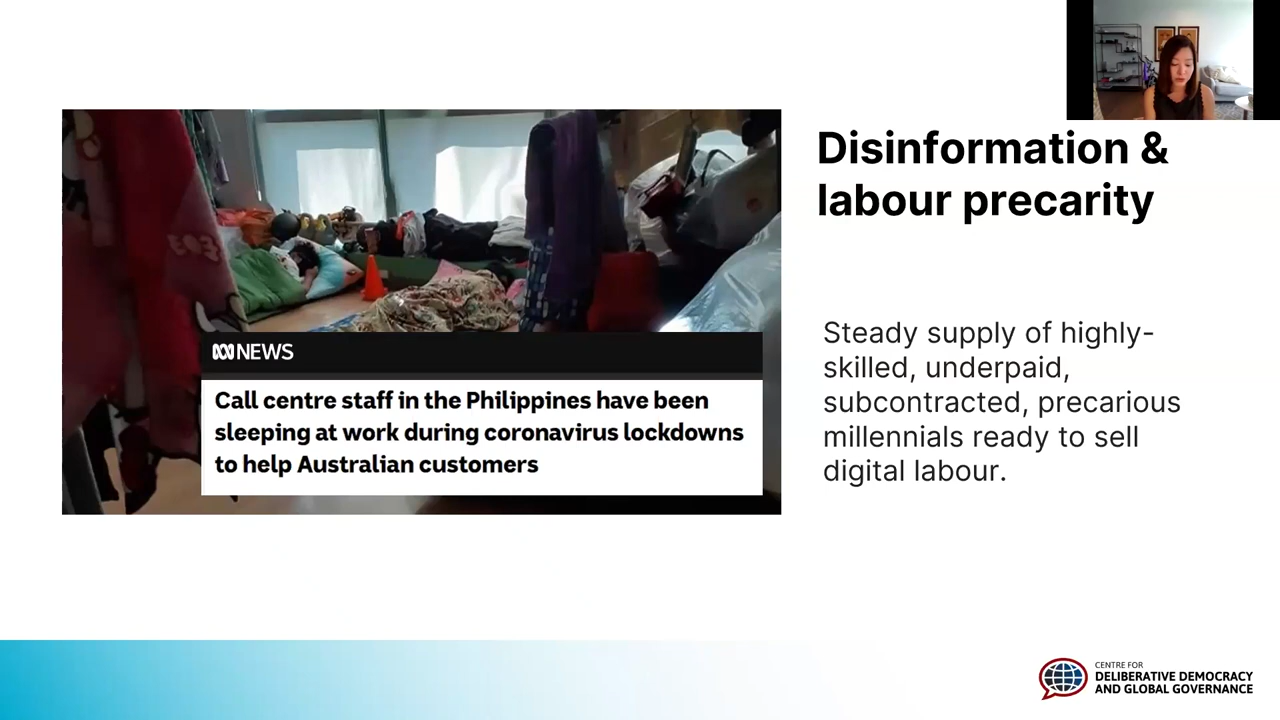 Disinformation &
labour precarity
NEWS
Call centre staff in the Philippines have been
sleeping at work during coronavirus lockdowns
to help Australian customers
Steady supply of highly-
skilled, underpaid,
subcontracted, precarious
millennials ready to sell
digital labour.
CENTRE FOR
DELIBERATIVE DEMOCRACY
AND GLOBAL GOVERNANCE